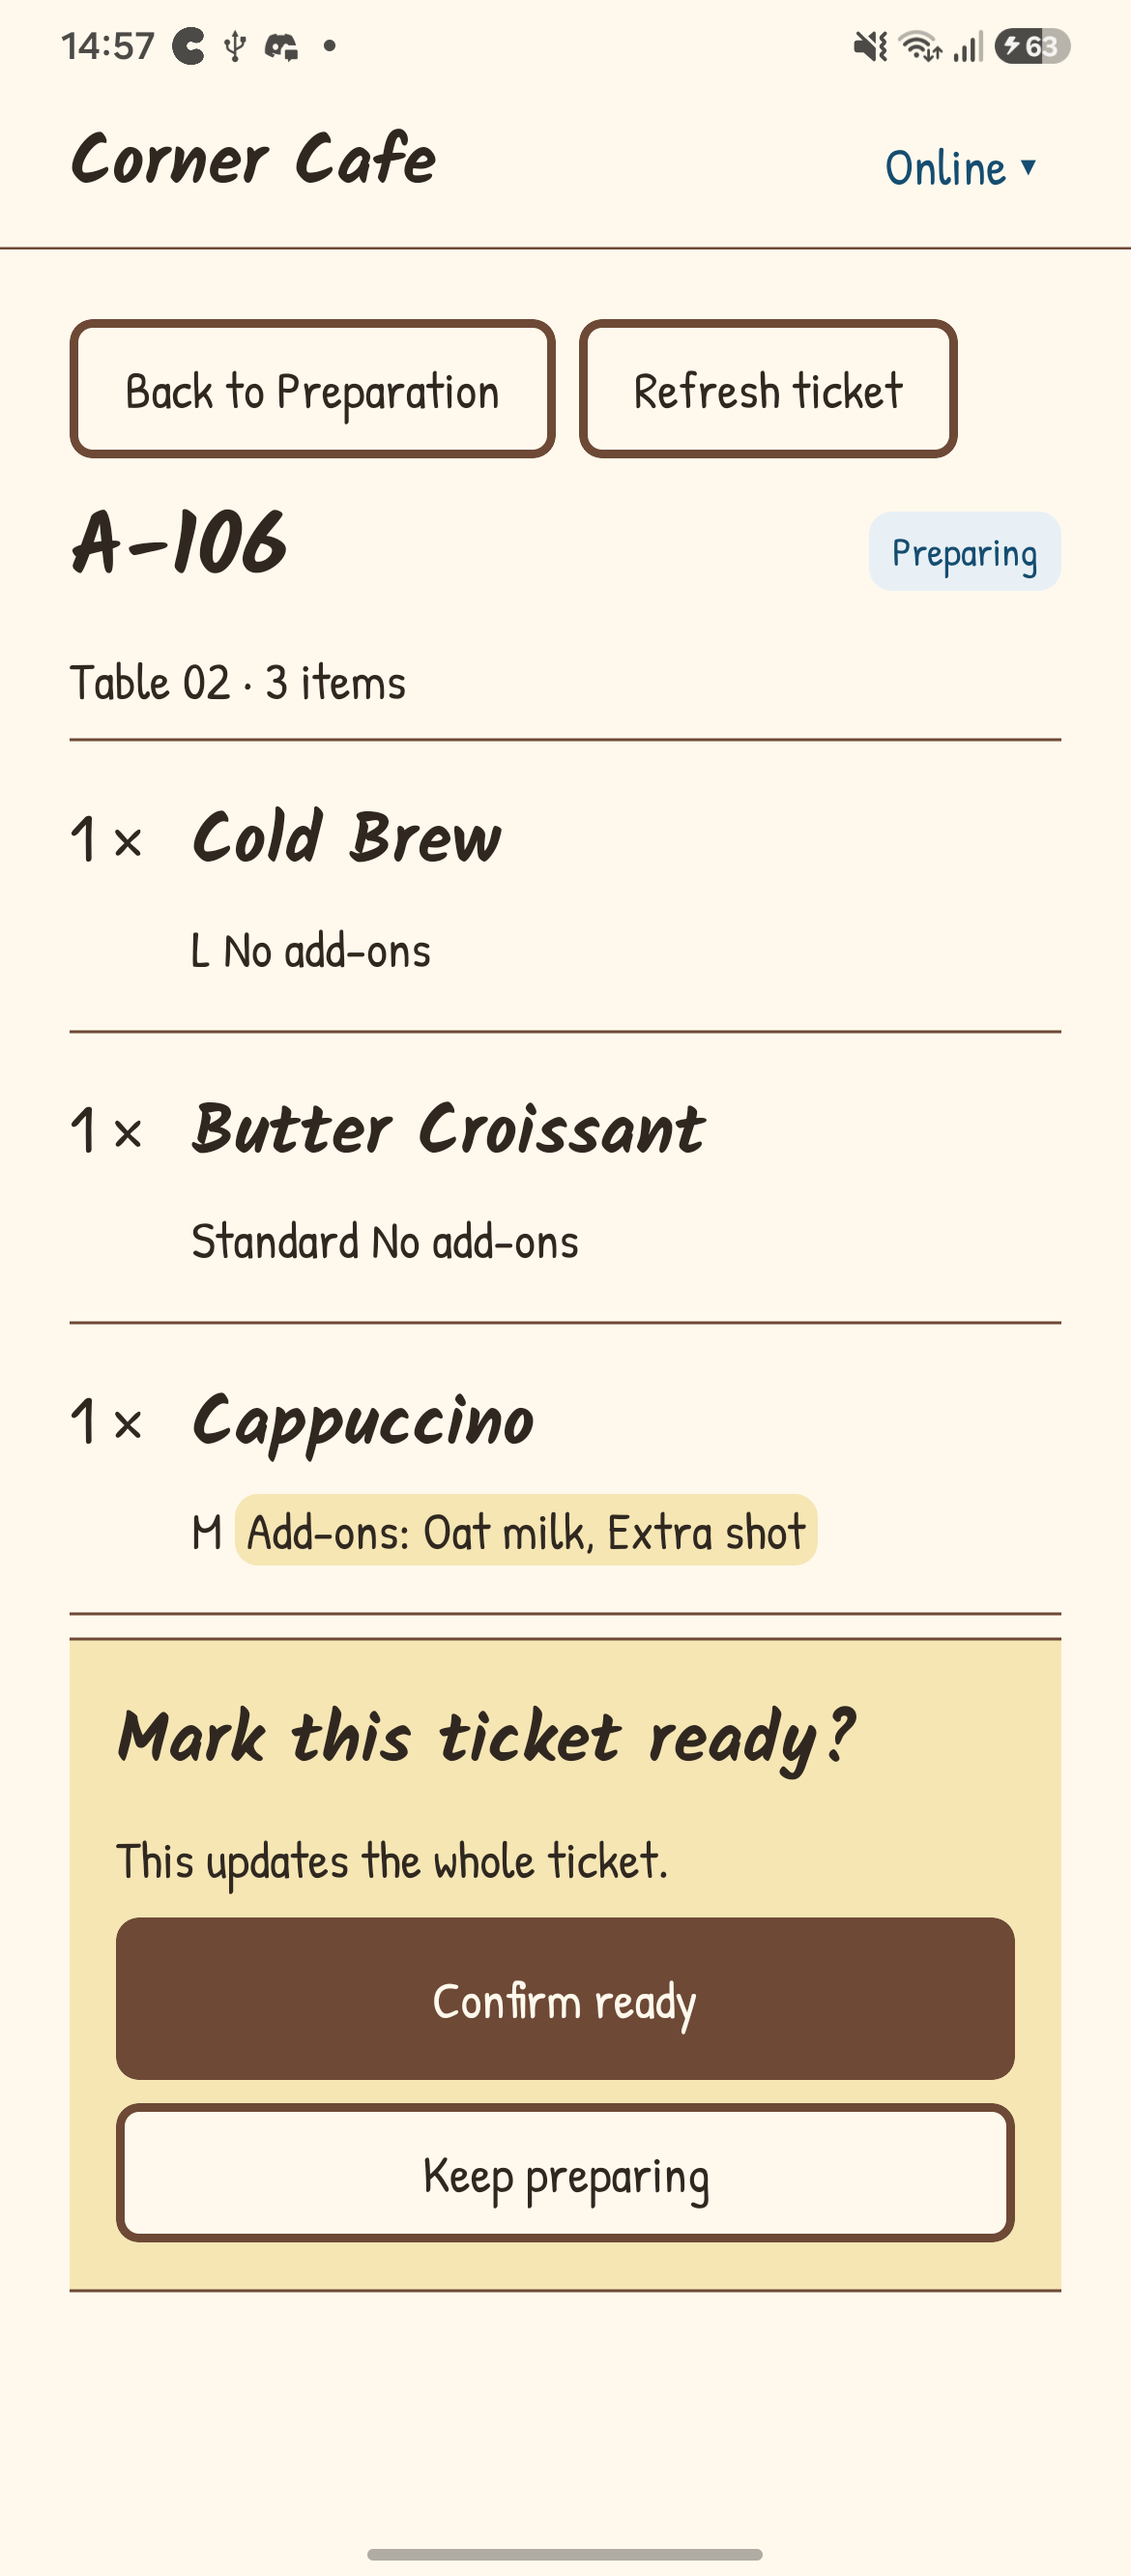 14:57
63
Corner Cafe
Online ▾
Back to Preparation
Refresh ticket
A-106
Preparing
Table 02 · 3 items
1 × Cold Brew
L No add-ons
1 × Butter Croissant
Standard No add-ons
1 × Cappuccino
M Add-ons: Oat milk, Extra shot
Mark this ticket ready?
This updates the whole ticket.
Confirm ready
Keep preparing